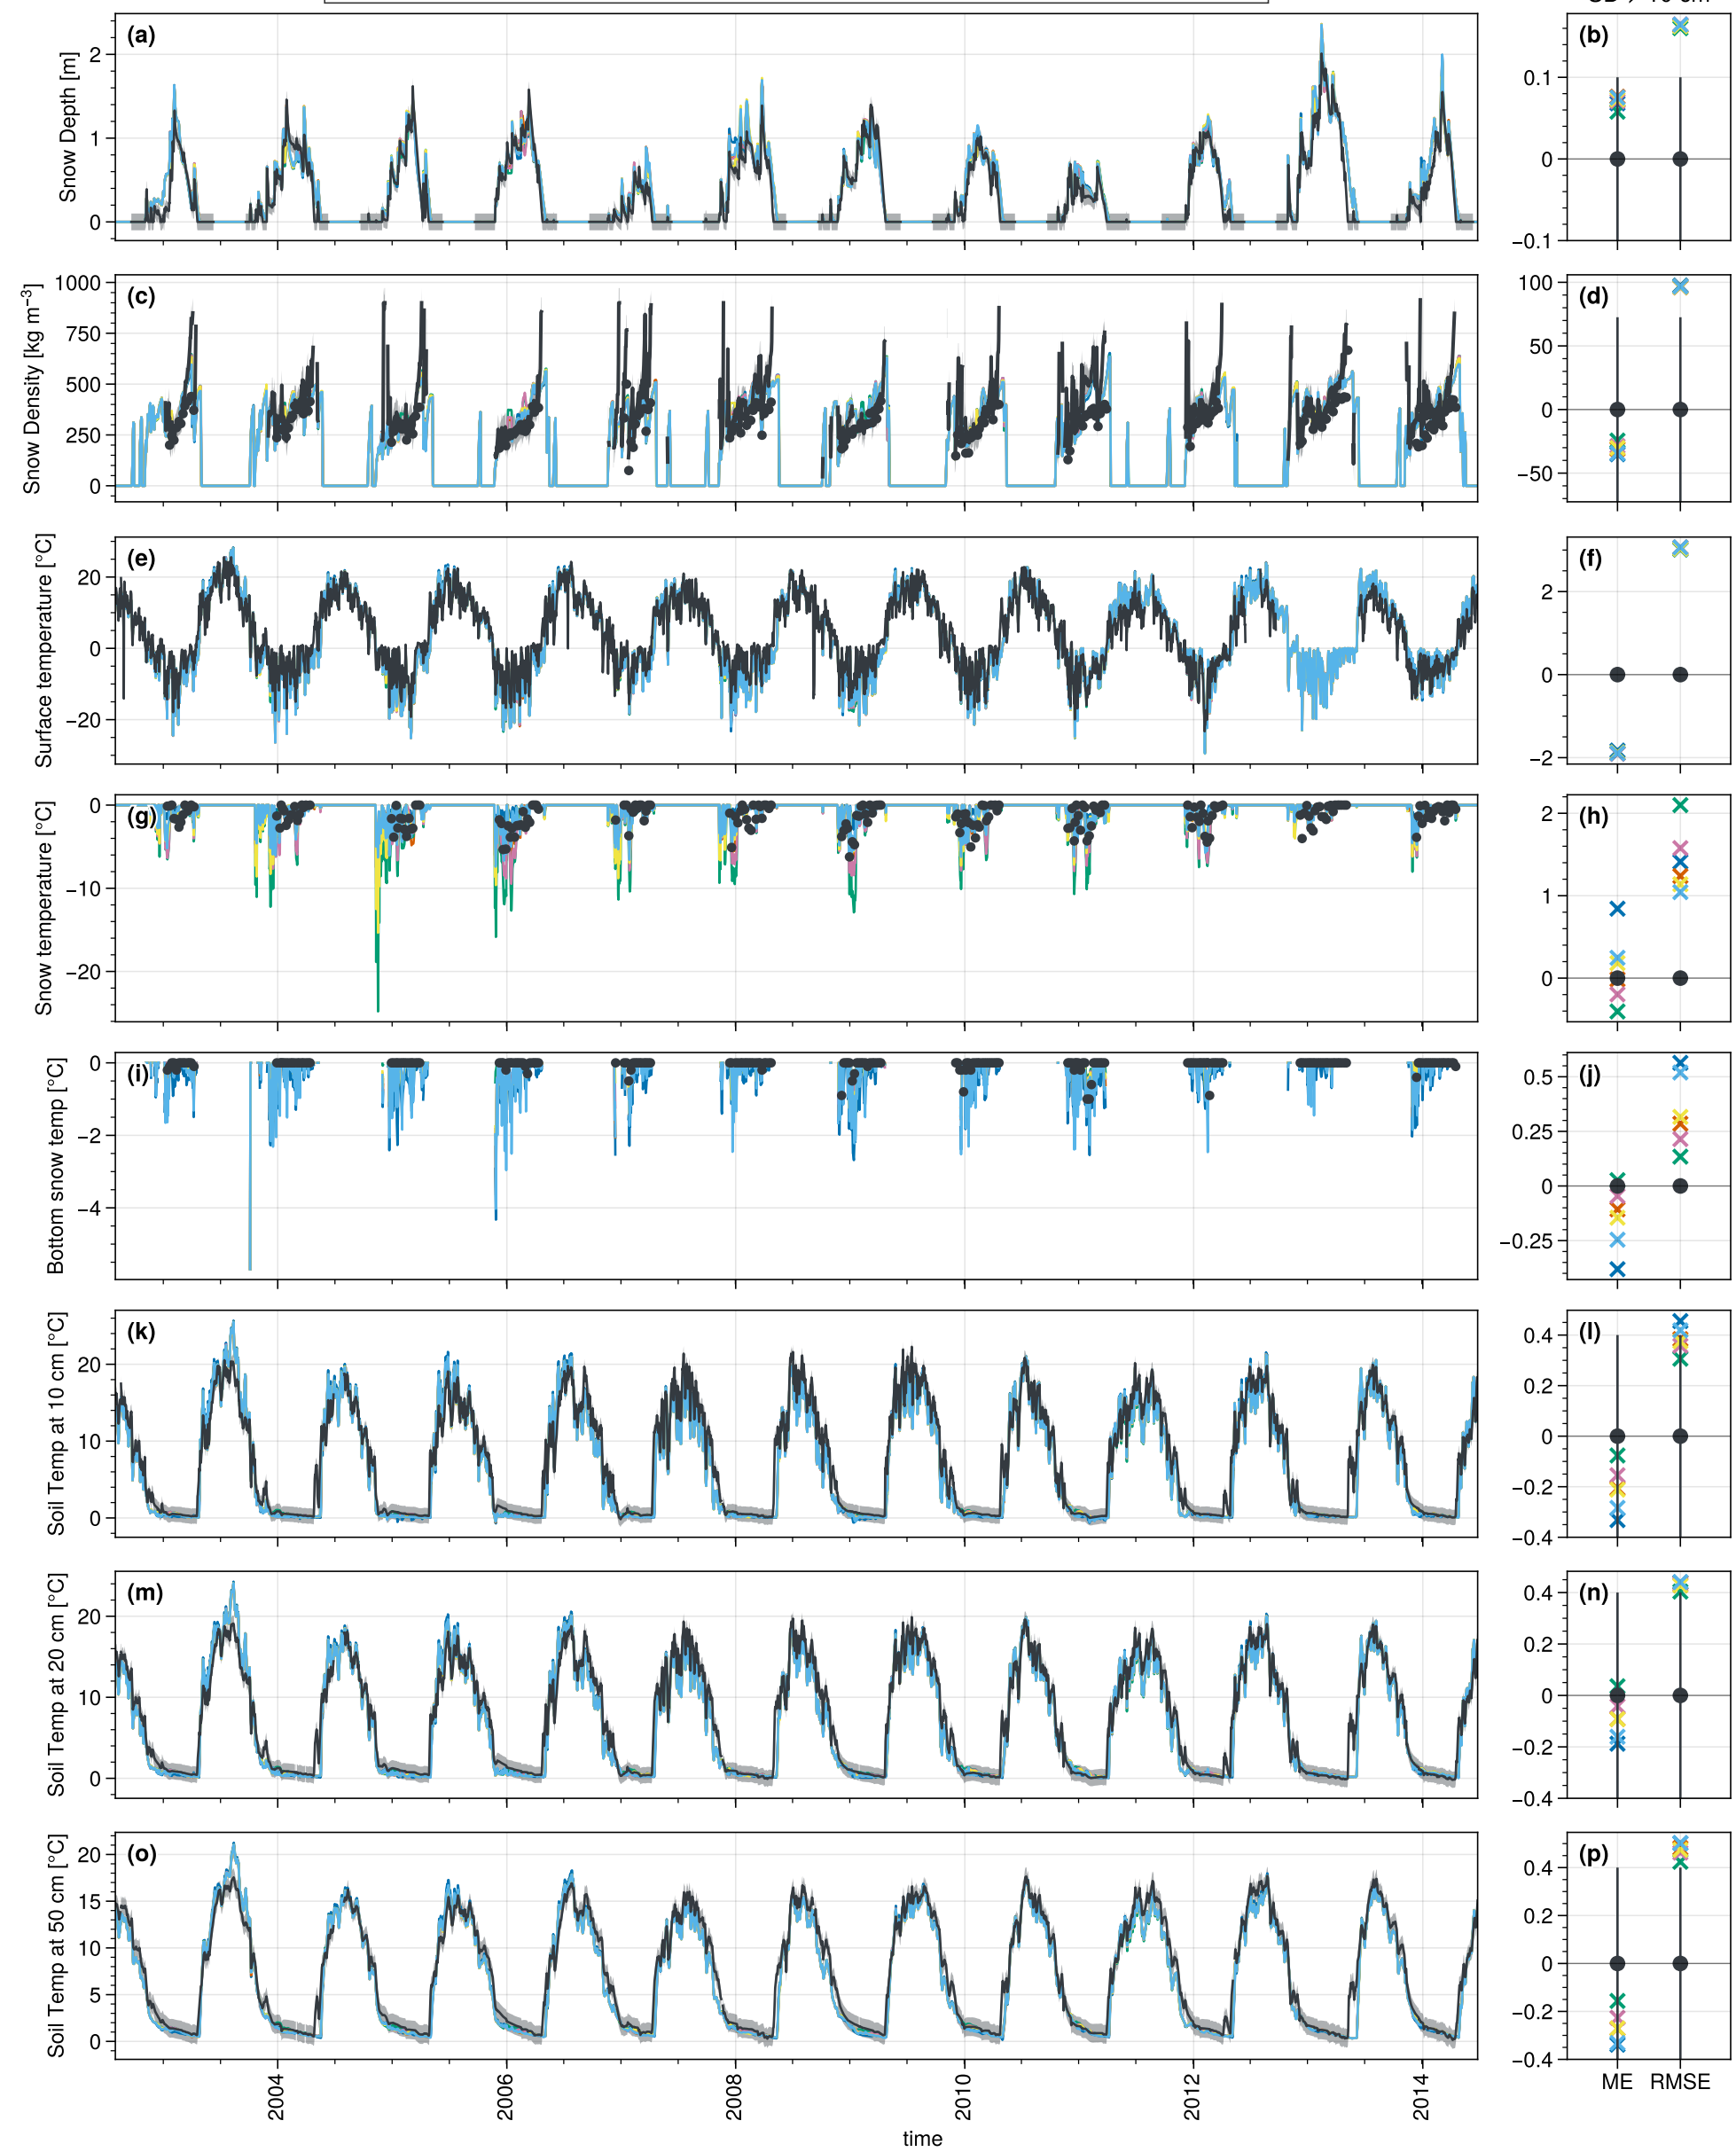 (a)
Snow Depth [m]
2
1
0
(b)
0.1
0
−0.1
(c)
Snow Density [kg m⁻³]
1000
750
500
250
0
(d)
100
50
0
−50
(e)
Surface temperature [°C]
20
0
−20
(f)
2
0
−2
(g)
Snow temperature [°C]
0
−10
−20
(h)
2
1
0
(i)
Bottom snow temp [°C]
0
−2
−4
(j)
0.5
0.25
0
−0.25
(k)
Soil Temp at 10 cm [°C]
20
10
0
(l)
0.4
0.2
0
−0.2
−0.4
(m)
Soil Temp at 20 cm [°C]
20
10
0
(n)
0.4
0.2
0
−0.2
−0.4
(o)
Soil Temp at 50 cm [°C]
20
15
10
5
0
(p)
0.4
0.2
0
−0.2
−0.4
2004 2006 2008 2010 2012 2014
time
ME RMSE